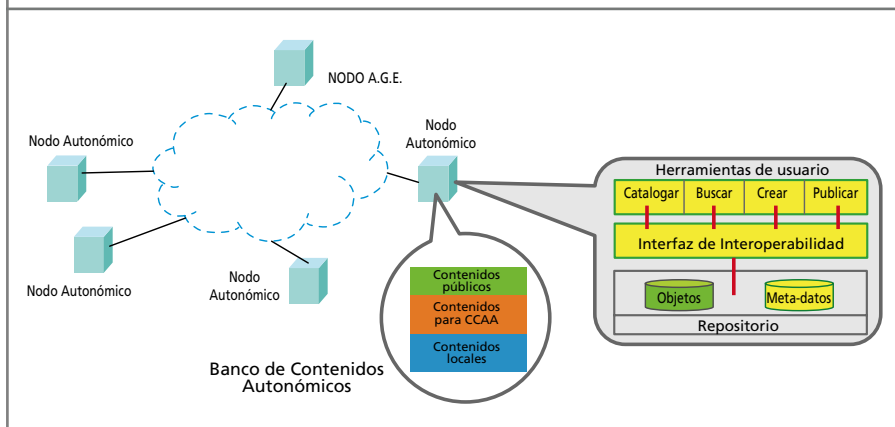 NODO A.G.E.
Nodo
Autonómico
Nodo Autonómico
Nodo Autonómico
Nodo
Autonómico
Banco de Contenidos
Autonómicos
Contenidos
públicos
Contenidos
para CCAA
Contenidos
locales
Herramientas de usuario
Catalogar Buscar Crear Publicar
Interfaz de Interoperabilidad
Objetos Meta-datos
Repositorio